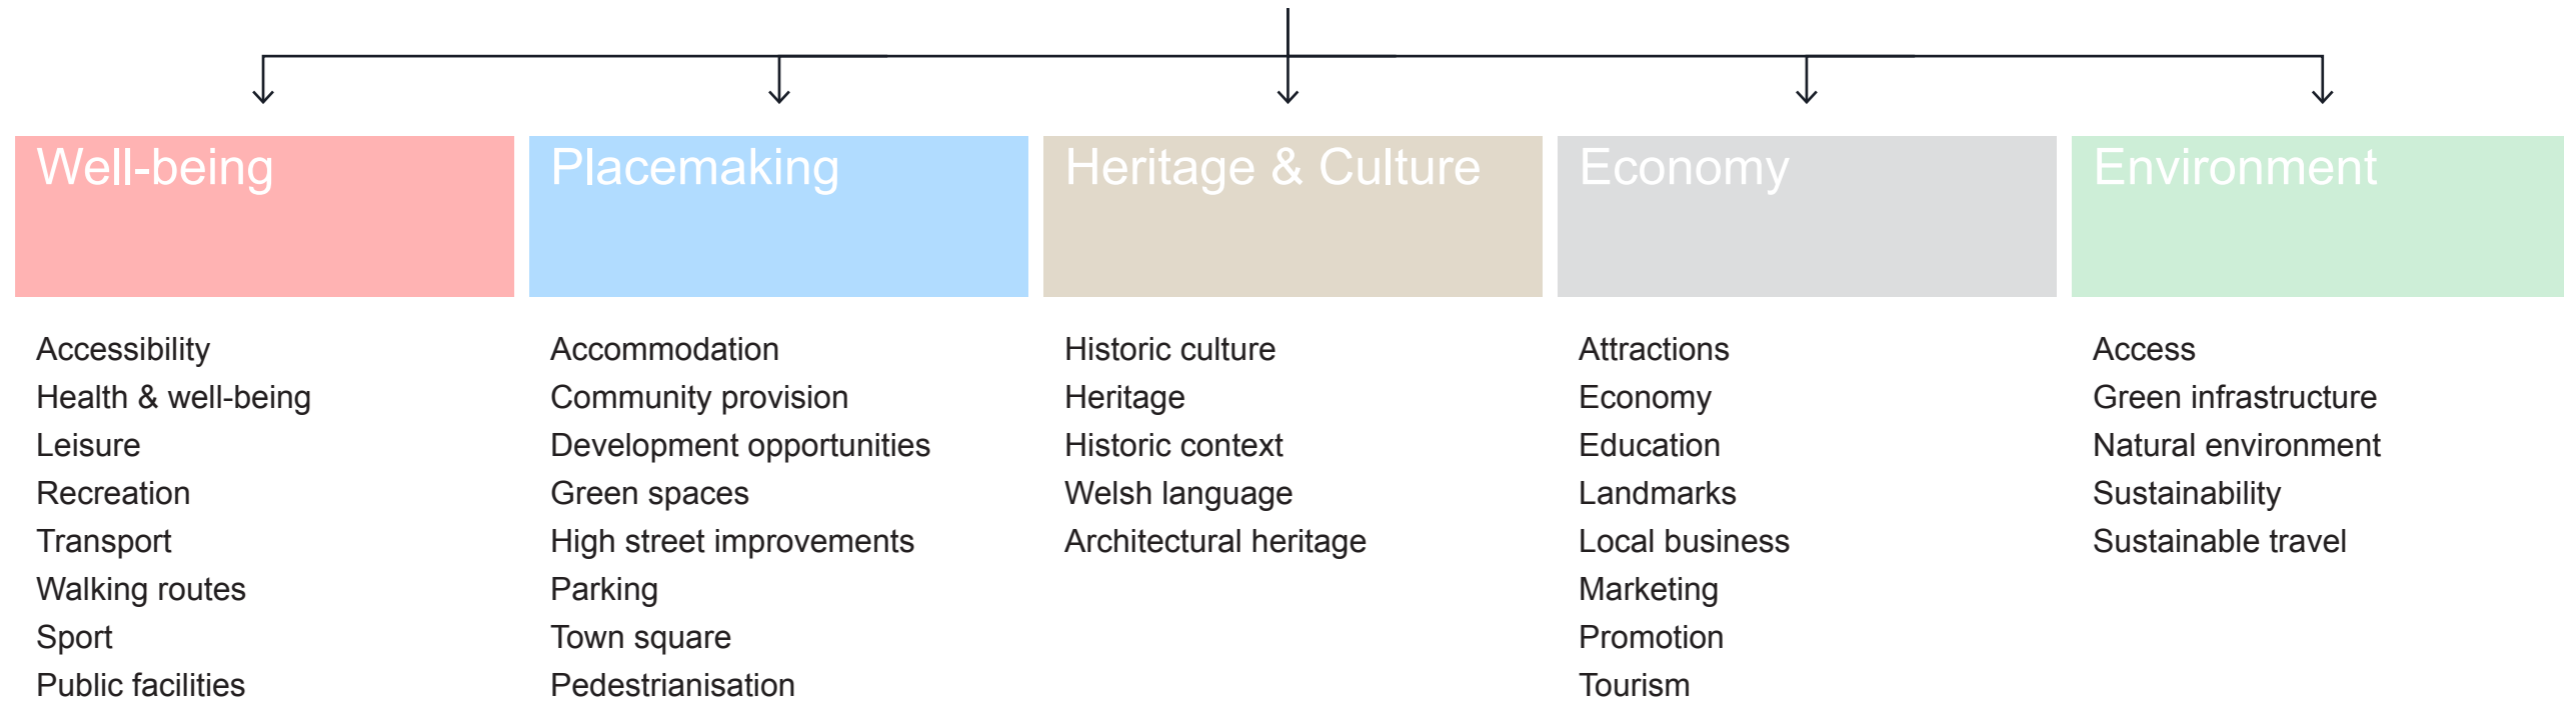 Well-being
Accessibility
Health & well-being
Leisure
Recreation
Transport
Walking routes
Sport
Public facilities
Placemaking
Accommodation
Community provision
Development opportunities
Green spaces
High street improvements
Parking
Town square
Pedestrianisation
Heritage & Culture
Historic culture
Heritage
Historic context
Welsh language
Architectural heritage
Economy
Attractions
Economy
Education
Landmarks
Local business
Marketing
Promotion
Tourism
Environment
Access
Green infrastructure
Natural environment
Sustainability
Sustainable travel